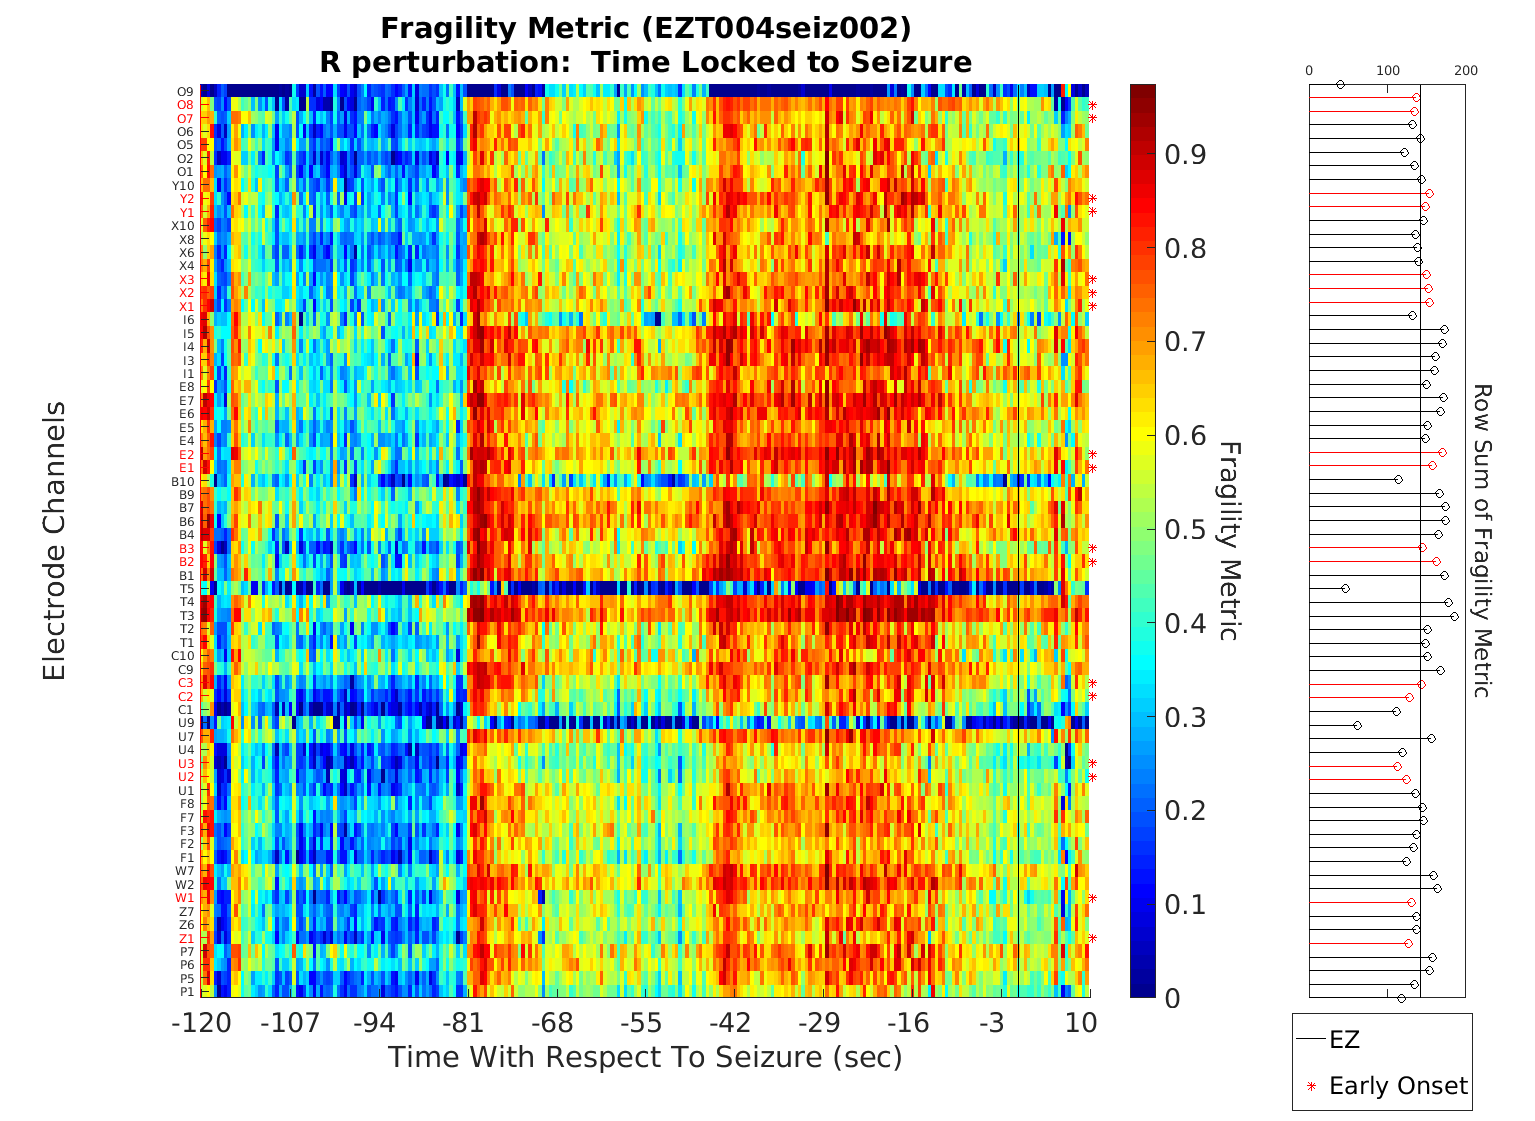 Fragility Metric (EZT004seiz002)
R perturbation:  Time Locked to Seizure
Electrode Channels
O9
O8
O7
O6
O5
O2
O1
Y10
Y2
Y1
X10
X8
X6
X4
X3
X2
X1
I6
I5
I4
I3
I1
E8
E7
E6
E5
E4
E2
E1
B10
B9
B7
B6
B4
B3
B2
B1
T5
T4
T3
T2
T1
C10
C9
C3
C2
C1
U9
U7
U4
U3
U2
U1
F8
F7
F3
F2
F1
W7
W2
W1
Z7
Z6
Z1
P7
P6
P5
P1
-120 -107 -94 -81 -68 -55 -42 -29 -16 -3 10
Time With Respect To Seizure (sec)
0.9
0.8
0.7
0.6
0.5
0.4
0.3
0.2
0.1
0
Fragility Metric
0 100 200
Row Sum of Fragility Metric
EZ
Early Onset